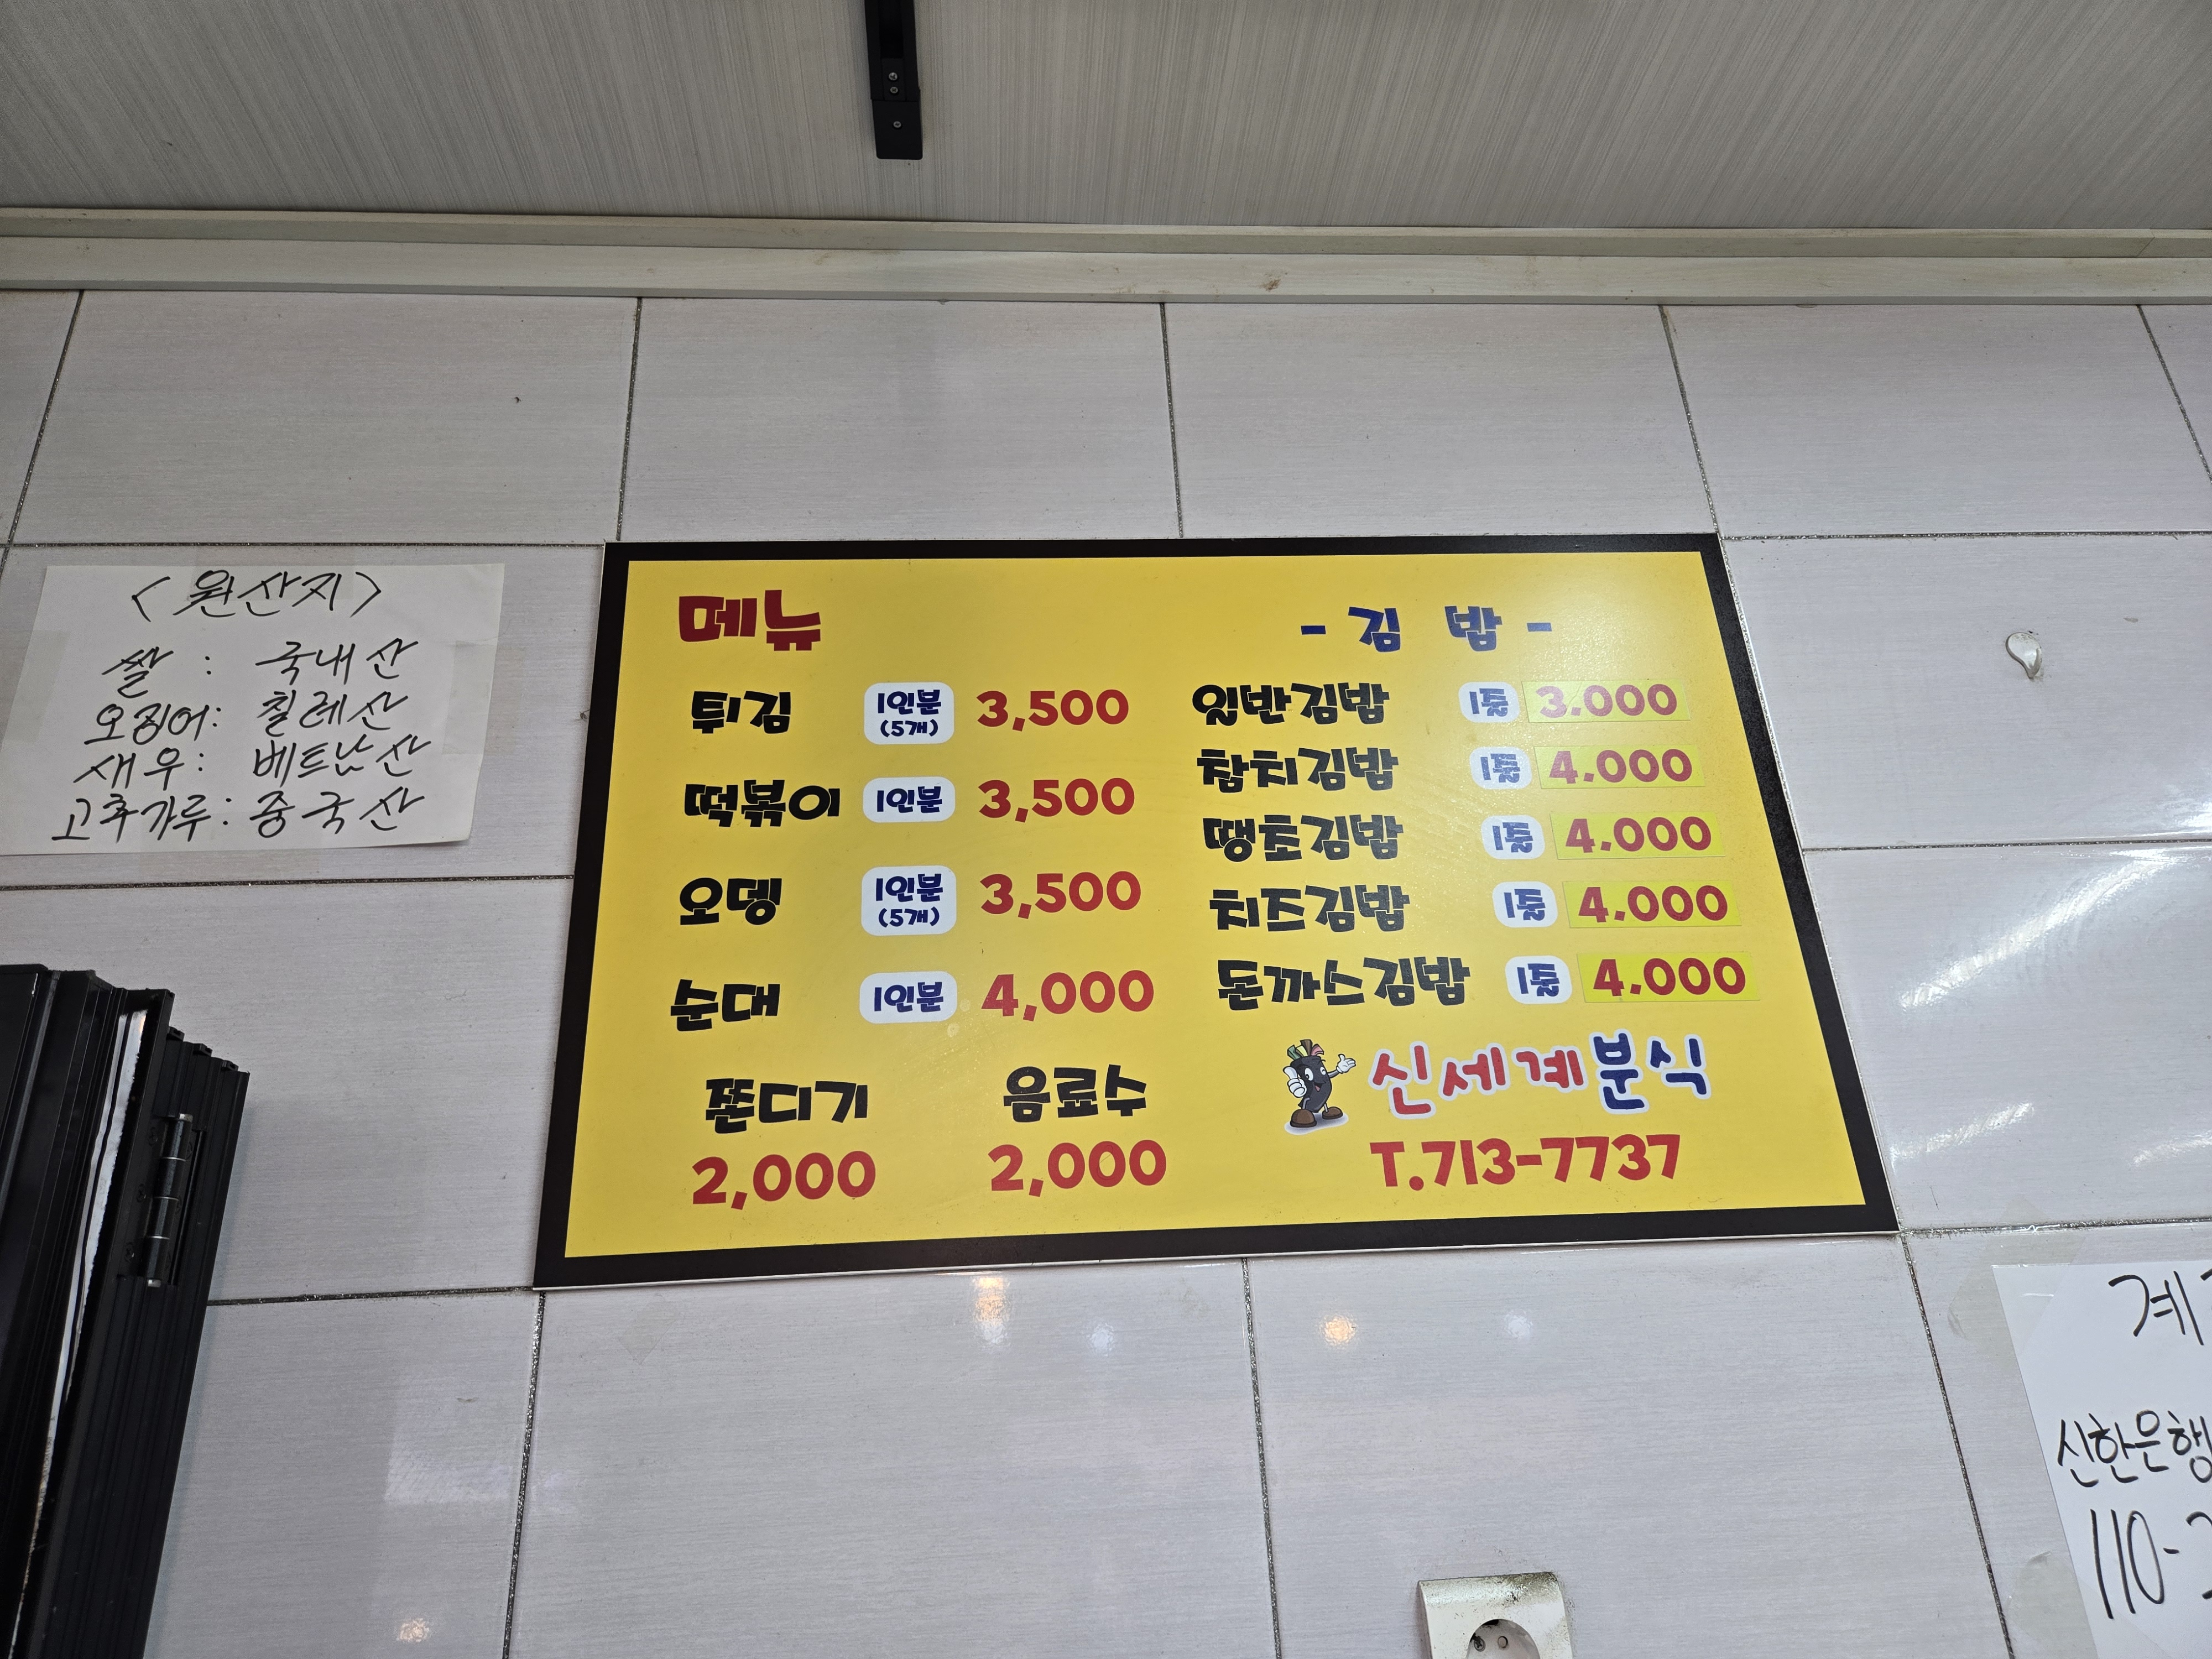 < 원산지 >
쌀 : 국내산
오징어: 칠레산
새우: 베트남산
고추가루: 중국산
메뉴
튀김 1인분 (5개) 3,500
떡볶이 1인분 3,500
오뎅 1인분 (5개) 3,500
순대 1인분 4,000
쫀디기 음료수
2,000 2,000
- 김 밥 -
일반김밥 1줄 3.000
참치김밥 1줄 4.000
땡초김밥 1줄 4.000
치즈김밥 1줄 4.000
돈까스김밥 1줄 4.000
신세계분식
T.713-7737
계
신한은행
110-